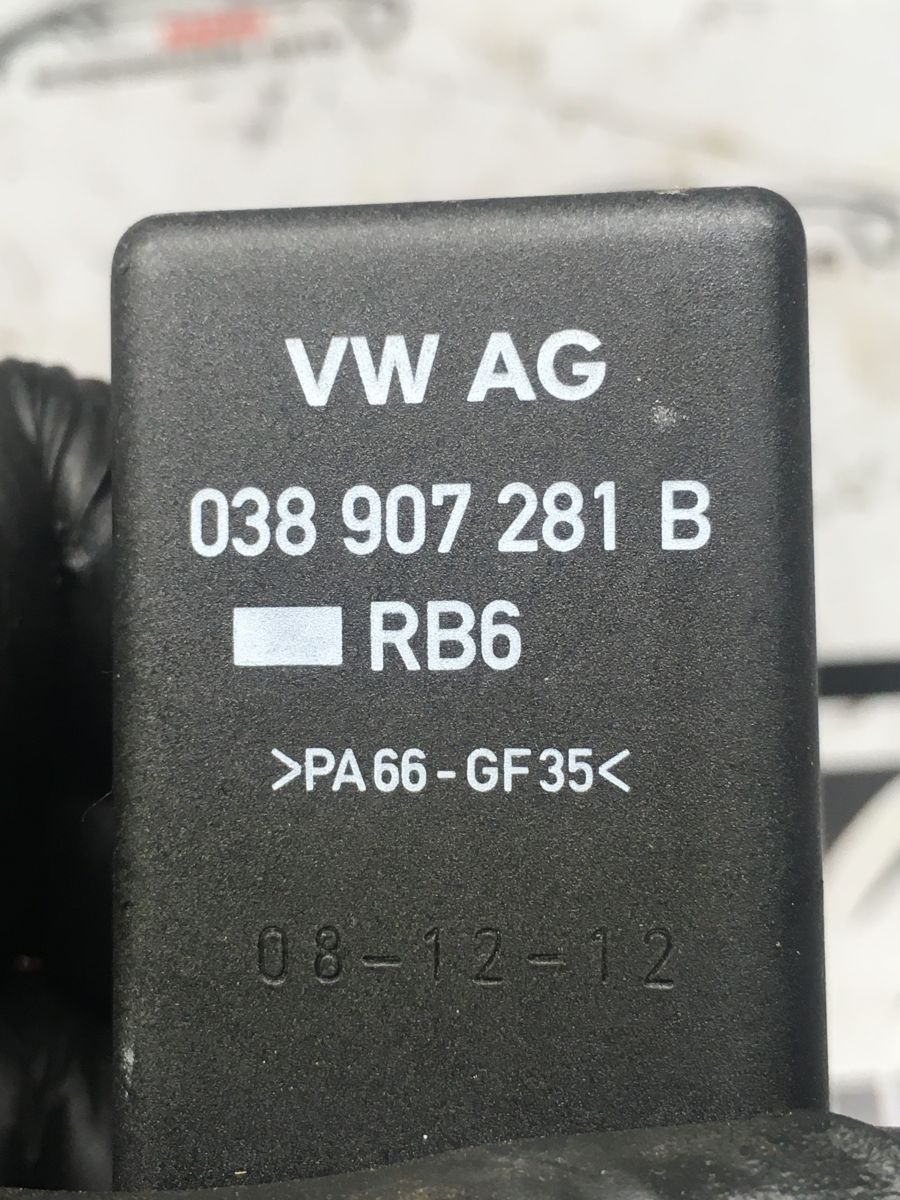 VW AG
038 907 281 B
RB6
>PA66-GF35<
08-12-12